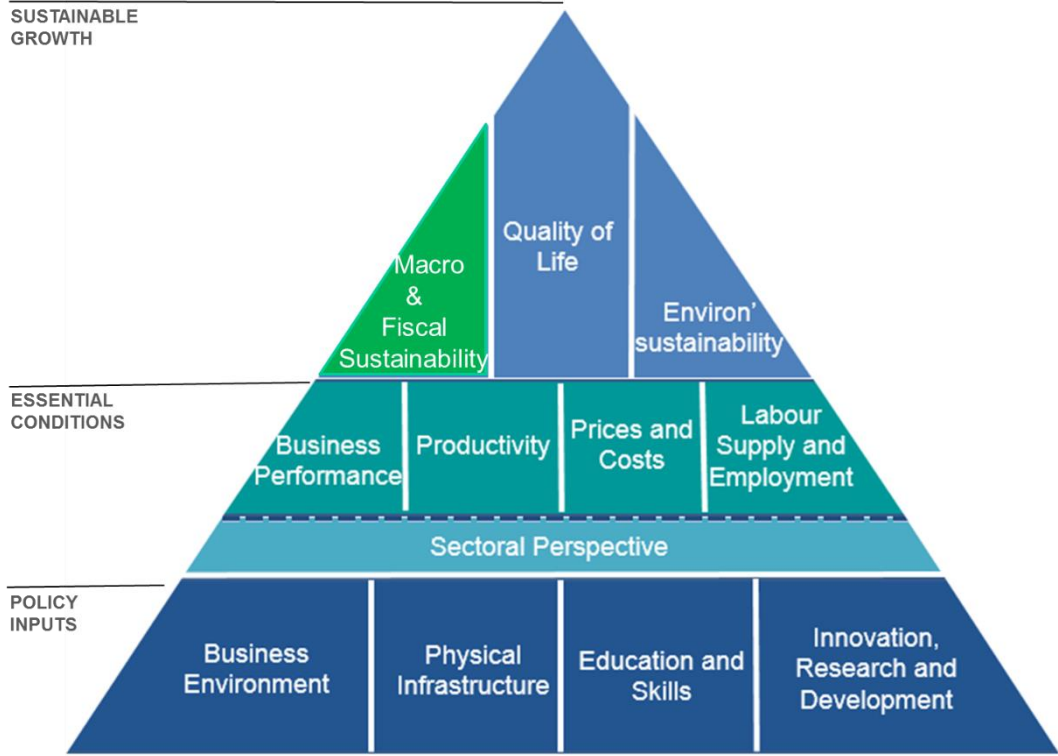 SUSTAINABLE
GROWTH
Quality of
Life
Macro
&
Fiscal
Sustainability
Environ'
sustainability
ESSENTIAL
CONDITIONS
Business
Performance
Productivity
Prices and
Costs
Labour
Supply and
Employment
Sectoral Perspective
POLICY
INPUTS
Business
Environment
Physical
Infrastructure
Education and
Skills
Innovation,
Research and
Development